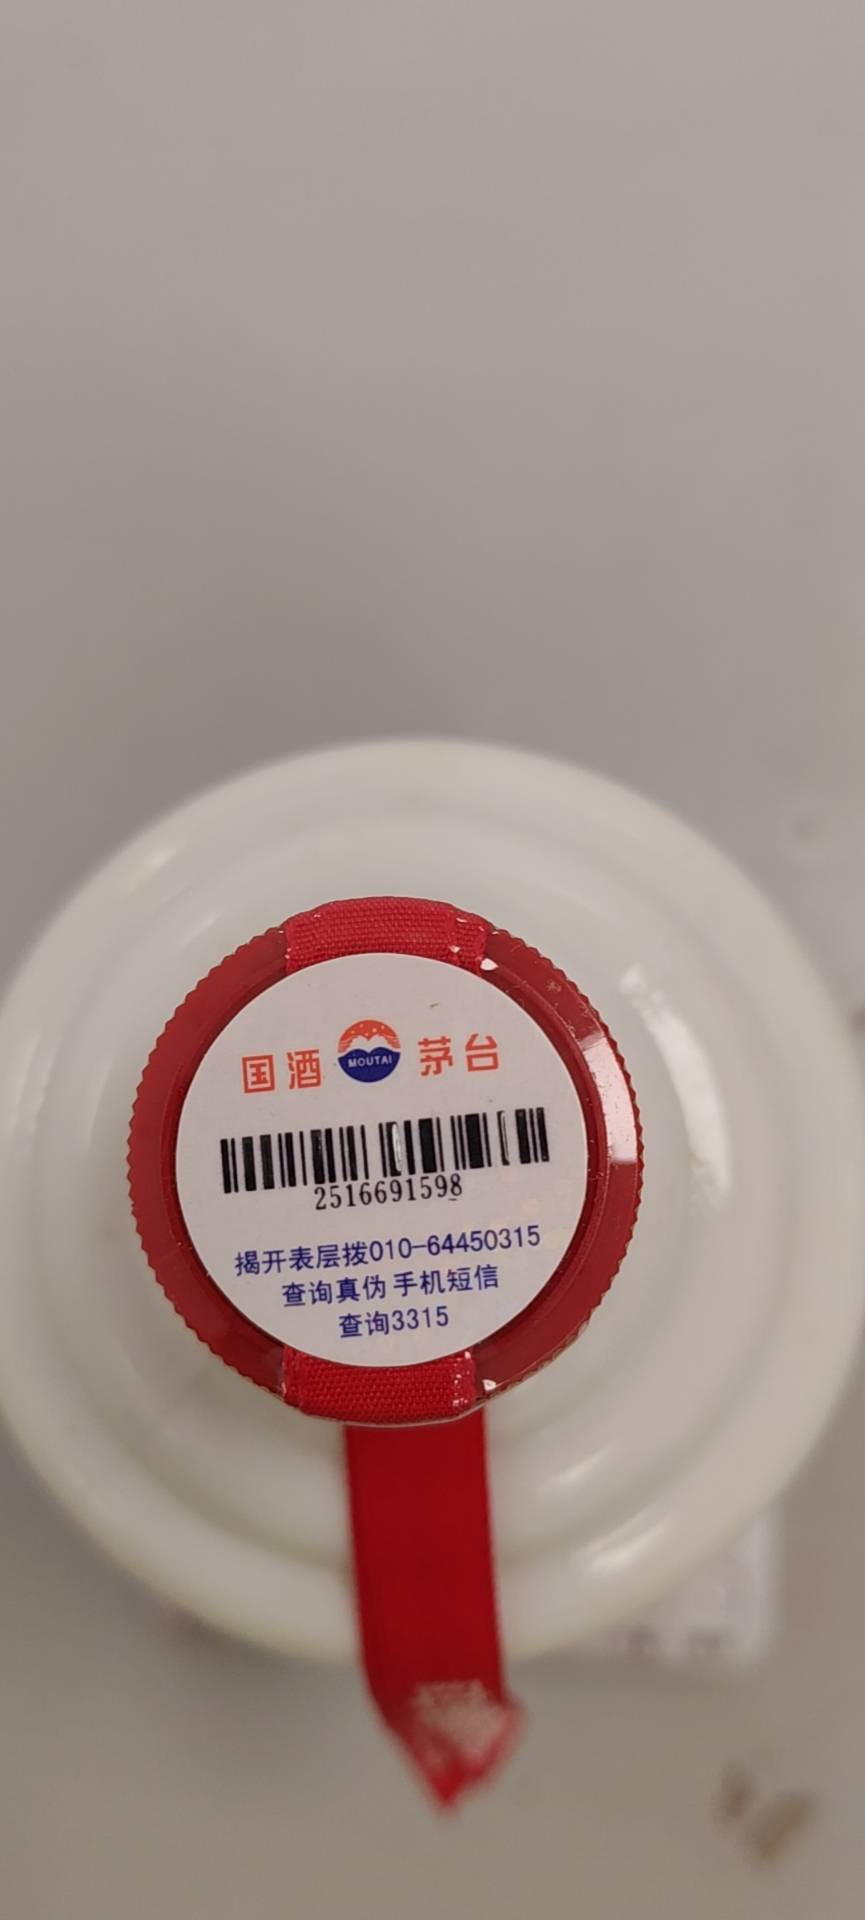 国酒 MOUTAI 茅台
2516691598
揭开表层拨010-64450315
查询真伪 手机短信
查询3315